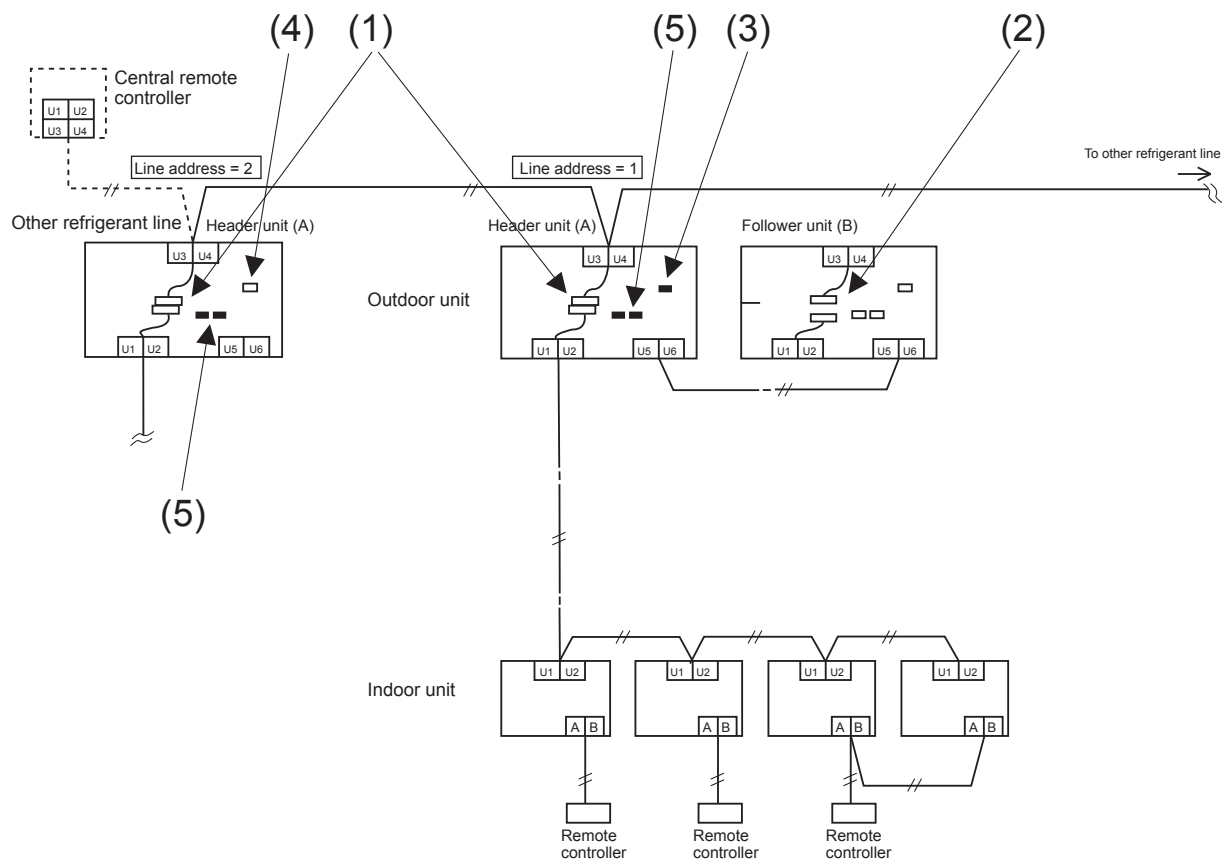 (4)
(1)
(5)
(3)
(2)
Central remote
controller
U1 U2
U3 U4
Line address = 2
Line address = 1
To other refrigerant line
Other refrigerant line
Header unit (A)
Header unit (A)
Follower unit (B)
U3 U4
U3 U4
U3 U4
Outdoor unit
U1 U2
U5 U6
U1 U2
U5 U6
U1 U2
U5 U6
(5)
U1 U2
U1 U2
U1 U2
U1 U2
Indoor unit
A B
A B
A B
A B
Remote
controller
Remote
controller
Remote
controller